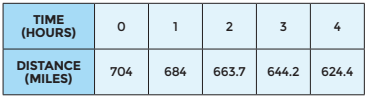 TIME (HOURS) 0 1 2 3 4
DISTANCE (MILES) 704 684 663.7 644.2 624.4